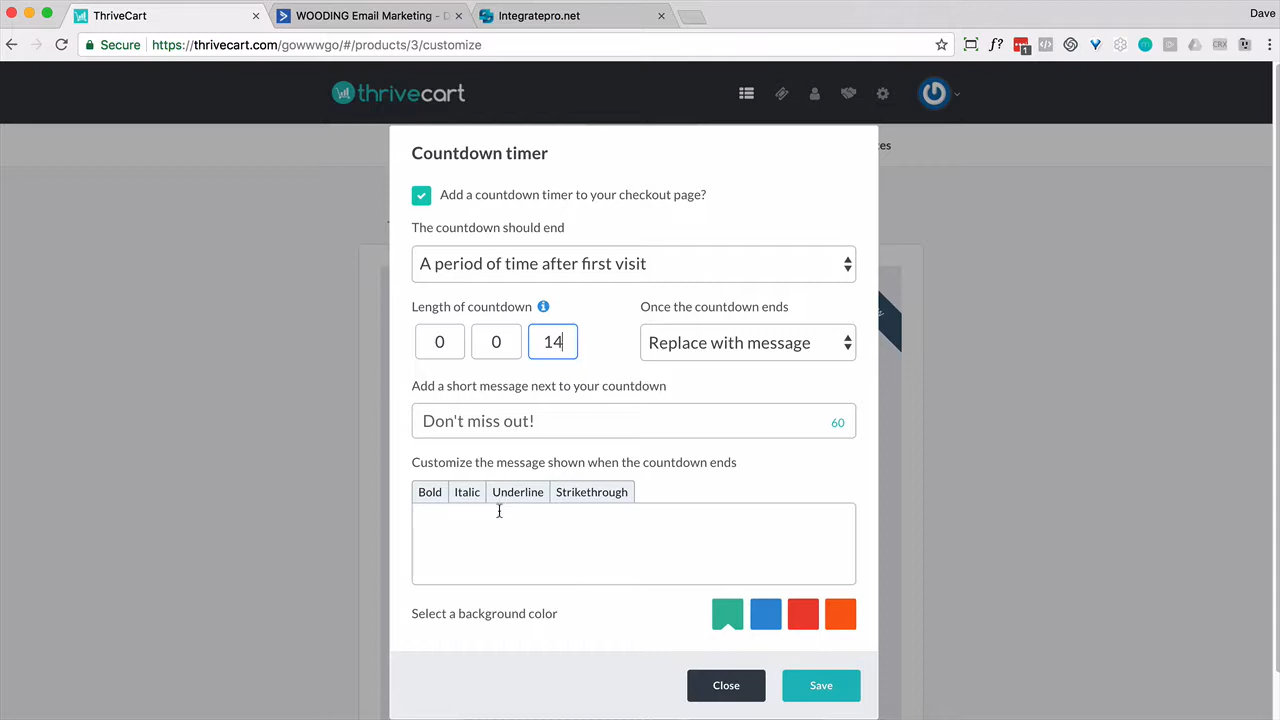 ThriveCart
WOODING Email Marketing - D
Integratepro.net
Dave
Secure
https://thrivecart.com/gowwwgo/#/products/3/customize
f?
1
CRX
thrivecart
es
Countdown timer
Add a countdown timer to your checkout page?
The countdown should end
A period of time after first visit
Length of countdown
Once the countdown ends
0 0 14
Replace with message
Add a short message next to your countdown
Don't miss out!
60
Customize the message shown when the countdown ends
Bold Italic Underline Strikethrough
Select a background color
Close
Save